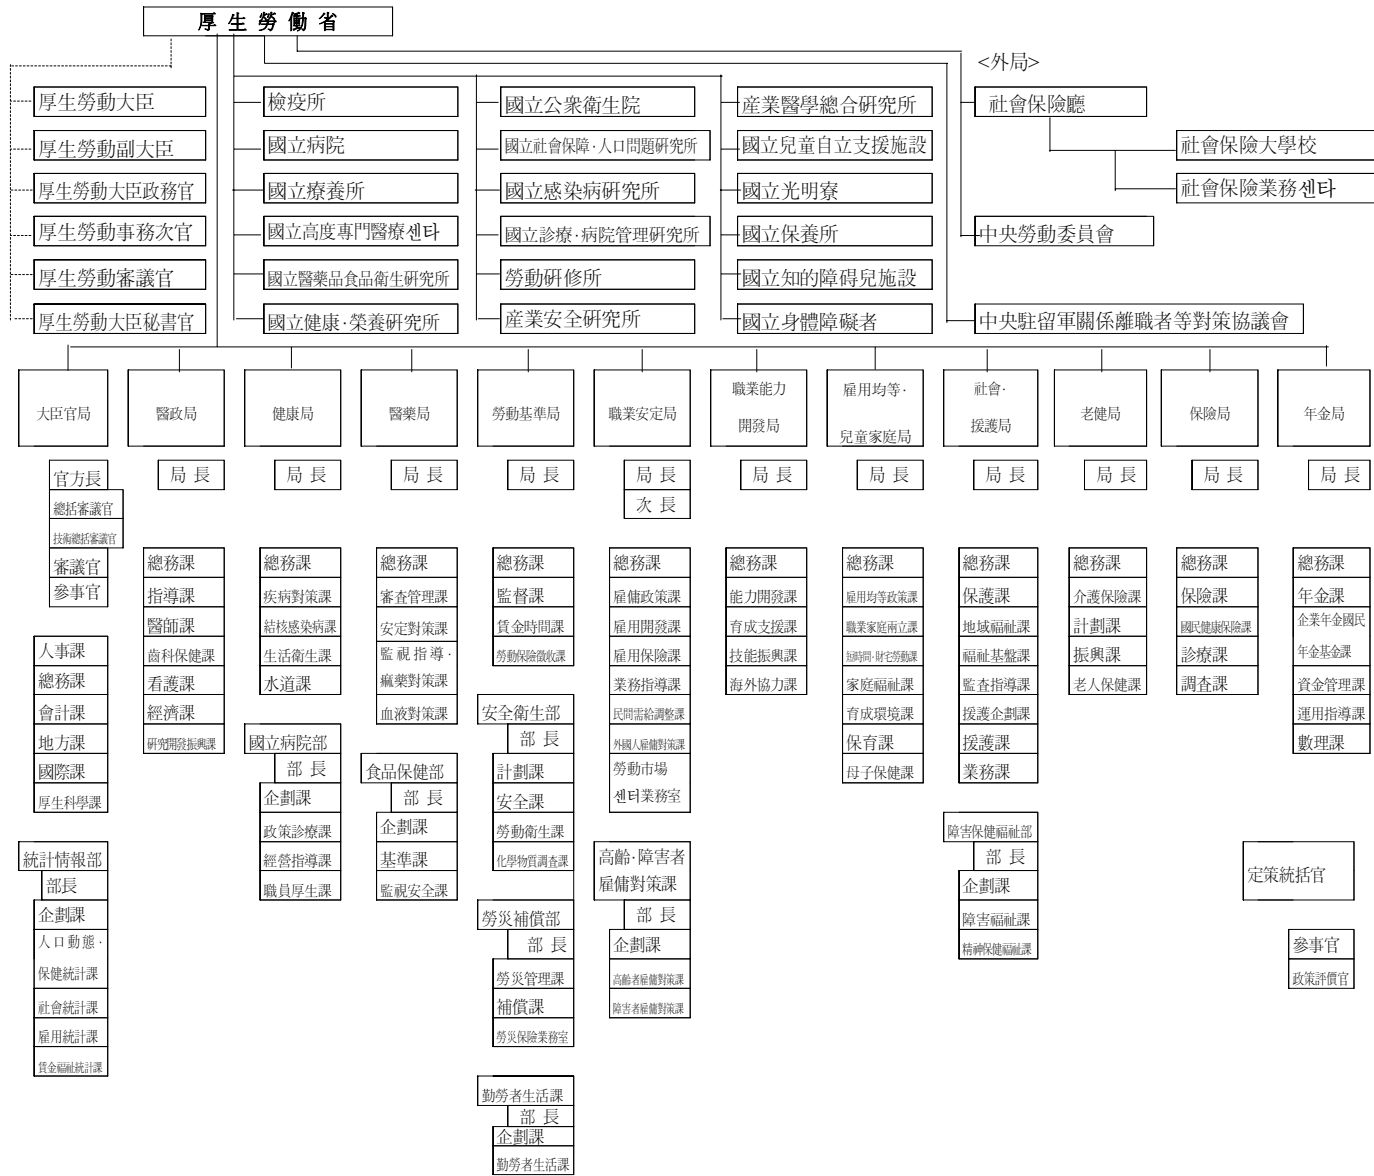 厚生勞働省
<外局>
厚生勞動大臣
厚生勞動副大臣
厚生勞動大臣政務官
厚生勞動事務次官
厚生勞動審議官
厚生勞動大臣秘書官
檢疫所
國立病院
國立療養所
國立高度專門醫療센타
國立醫藥品食品衛生硏究所
國立健康·榮養硏究所
國立公衆衛生院
國立社會保障·人口問題硏究所
國立感染病硏究所
國立診療·病院管理硏究所
勞動硏修所
産業安全硏究所
産業醫學總合硏究所
國立兒童自立支援施設
國立光明寮
國立保養所
國立知的障碍兒施設
國立身體障礙者
社會保險廳
社會保險大學校
社會保險業務센타
中央勞動委員會
中央駐留軍關係離職者等對策協議會
大臣官局
官方長
總括審議官
技術總括審議官
審議官
參事官
人事課
總務課
會計課
地方課
國際課
厚生科學課
統計情報部
部長
企劃課
人口動態·
保健統計課
社會統計課
雇用統計課
賃金福祉統計課
醫政局
局 長
總務課
指導課
醫師課
齒科保健課
看護課
經濟課
硏究開發振興課
健康局
局 長
總務課
疾病對策課
結核感染病課
生活衛生課
水道課
國立病院部
部 長
企劃課
政策診療課
經營指導課
職員厚生課
醫藥局
局 長
總務課
審査管理課
安定對策課
監視指導·
痲藥對策課
血液對策課
食品保健部
部 長
企劃課
基準課
監視安全課
勞動基準局
局 長
總務課
監督課
賃金時間課
勞動保險徵收課
安全衛生部
部 長
計劃課
安全課
勞動衛生課
化學物質調査課
勞災補償部
部 長
勞災管理課
補償課
勞災保險業務室
勤勞者生活課
部 長
企劃課
勤勞者生活課
職業安定局
局 長
次 長
總務課
雇傭政策課
雇用開發課
雇用保險課
業務指導課
民間需給調整課
外國人雇傭對策課
勞動市場
센터業務室
高齡·障害者
雇傭對策課
部 長
企劃課
高齡者雇傭對策課
障害者雇傭對策課
職業能力
開發局
局 長
總務課
能力開發課
育成支援課
技能振興課
海外協力課
雇用均等·
兒童家庭局
局 長
總務課
雇用均等政策課
職業家庭兩立課
短時間·財宅勞動課
家庭福祉課
育成環境課
保育課
母子保健課
社會·
援護局
局 長
總務課
保護課
地域福祉課
福祉基盤課
監査指導課
援護企劃課
援護課
業務課
障害保健福祉部
部 長
企劃課
障害福祉課
精神保健福祉課
老健局
局 長
總務課
介護保險課
計劃課
振興課
老人保健課
保險局
局 長
總務課
保險課
國民健康保險課
診療課
調査課
年金局
局 長
總務課
年金課
企業年金國民
年金基金課
資金管理課
運用指導課
數理課
定策統括官
參事官
政策評價官